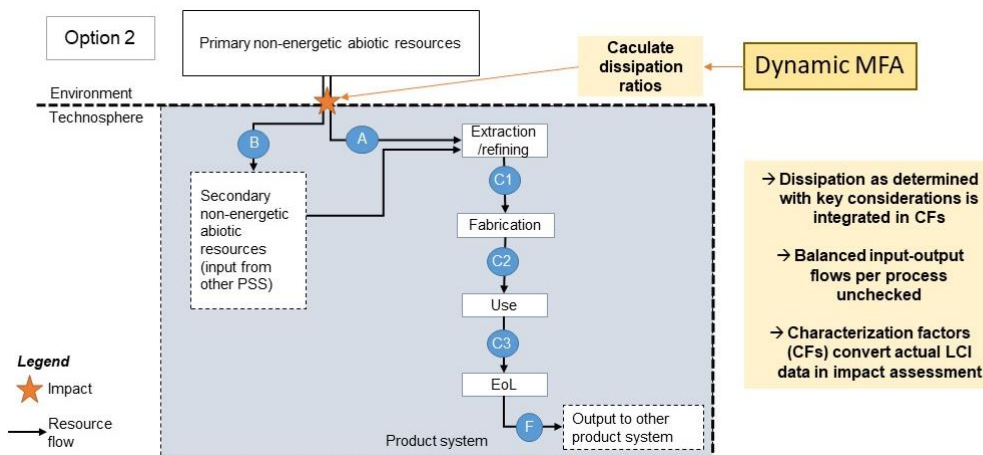 Option 2
Primary non-energetic abiotic resources
Caculate
dissipation
ratios
Dynamic MFA
Environment
Technosphere
B
A
Extraction
/refining
C1
Secondary
non-energetic
abiotic
resources
(input from
other PSS)
Fabrication
C2
Use
C3
EoL
F
Output to other
product system
Product system
→ Dissipation as determined
with key considerations is
integrated in CFs
→ Balanced input-output
flows per process
unchecked
→ Characterization factors
(CFs) convert actual LCI
data in impact assessment
Legend
Impact
Resource
flow